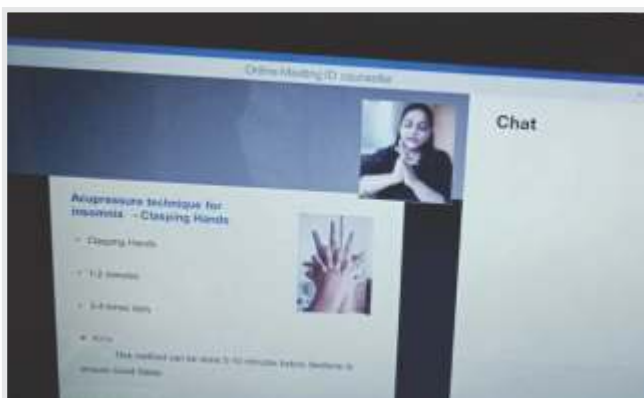 Online Meeting ID counsellor
Chat
Acupressure technique for
insomnia - Clasping Hands
Clasping Hands
1-2 minutes
This method can be done 5-10 minutes before bedtime to
ensure sleep